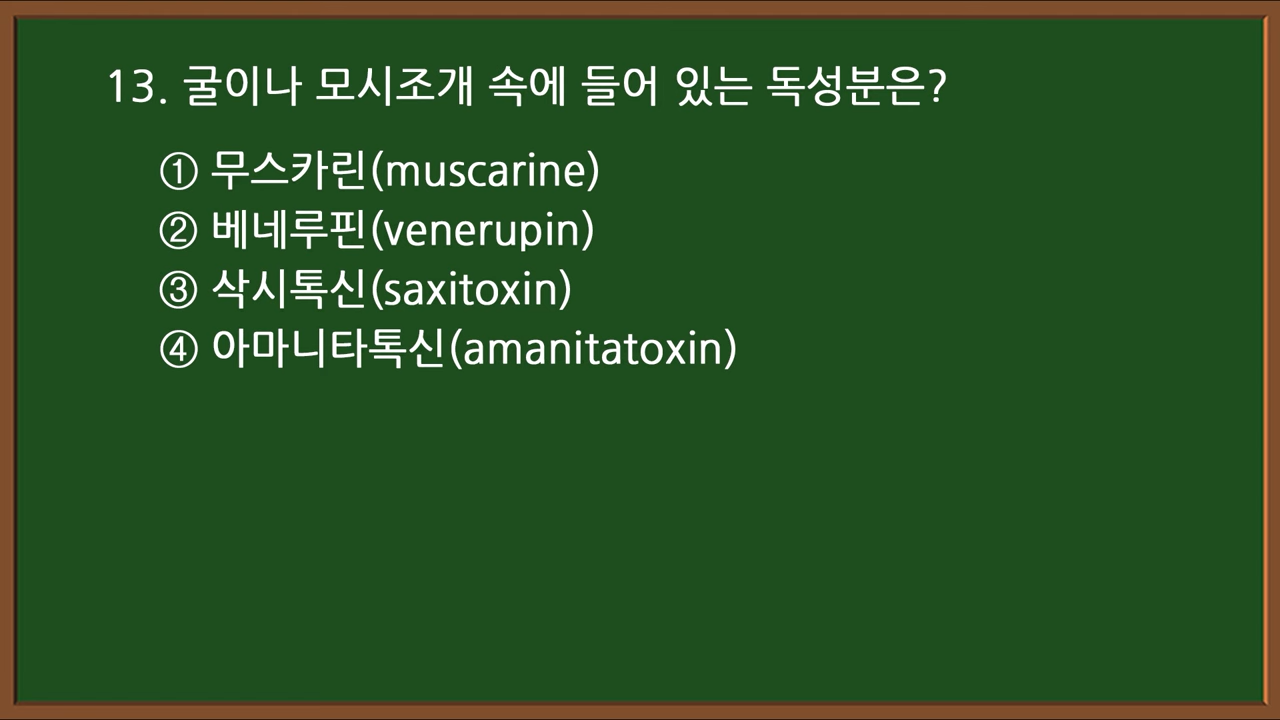 13. 굴이나 모시조개 속에 들어 있는 독성분은?
① 무스카린(muscarine)
② 베네루핀(venerupin)
③ 삭시톡신(saxitoxin)
④ 아마니타톡신(amanitatoxin)